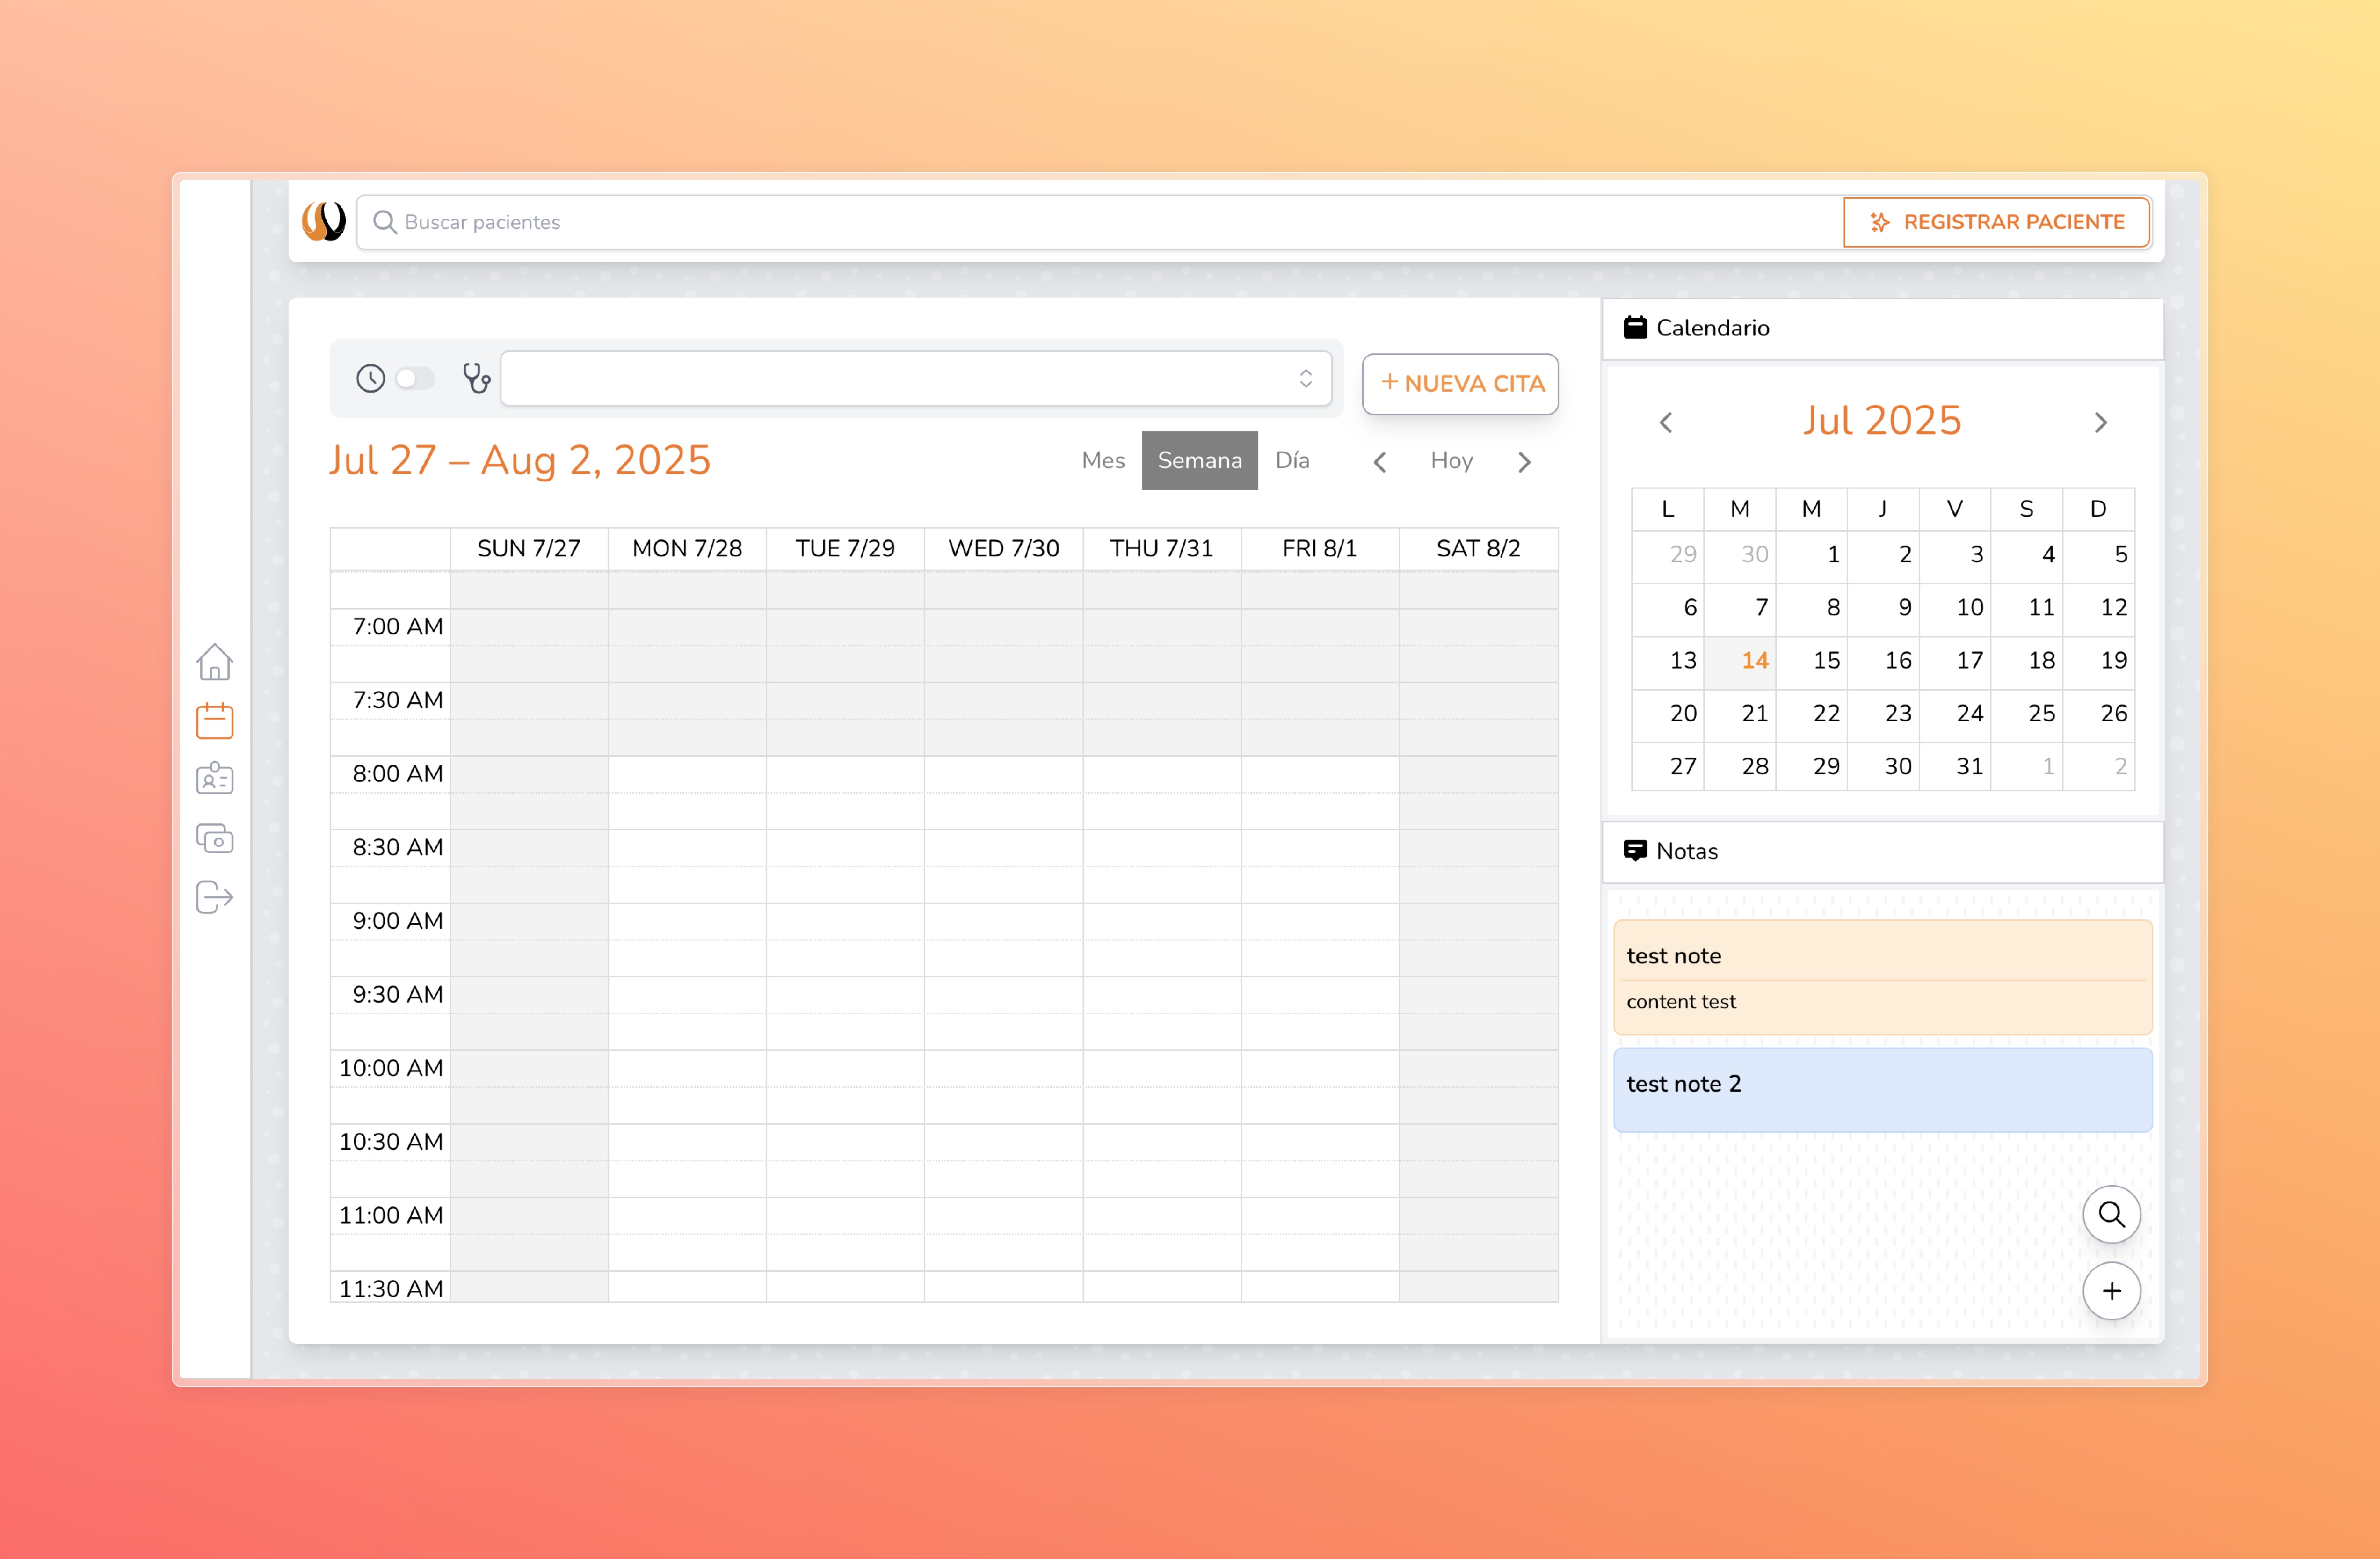 Buscar pacientes
REGISTRAR PACIENTE
+ NUEVA CITA
Jul 27 – Aug 2, 2025
Mes Semana Día Hoy
SUN 7/27 MON 7/28 TUE 7/29 WED 7/30 THU 7/31 FRI 8/1 SAT 8/2
7:00 AM
7:30 AM
8:00 AM
8:30 AM
9:00 AM
9:30 AM
10:00 AM
10:30 AM
11:00 AM
11:30 AM
Calendario
Jul 2025
L M M J V S D
29 30 1 2 3 4 5
6 7 8 9 10 11 12
13 14 15 16 17 18 19
20 21 22 23 24 25 26
27 28 29 30 31 1 2
Notas
test note
content test
test note 2